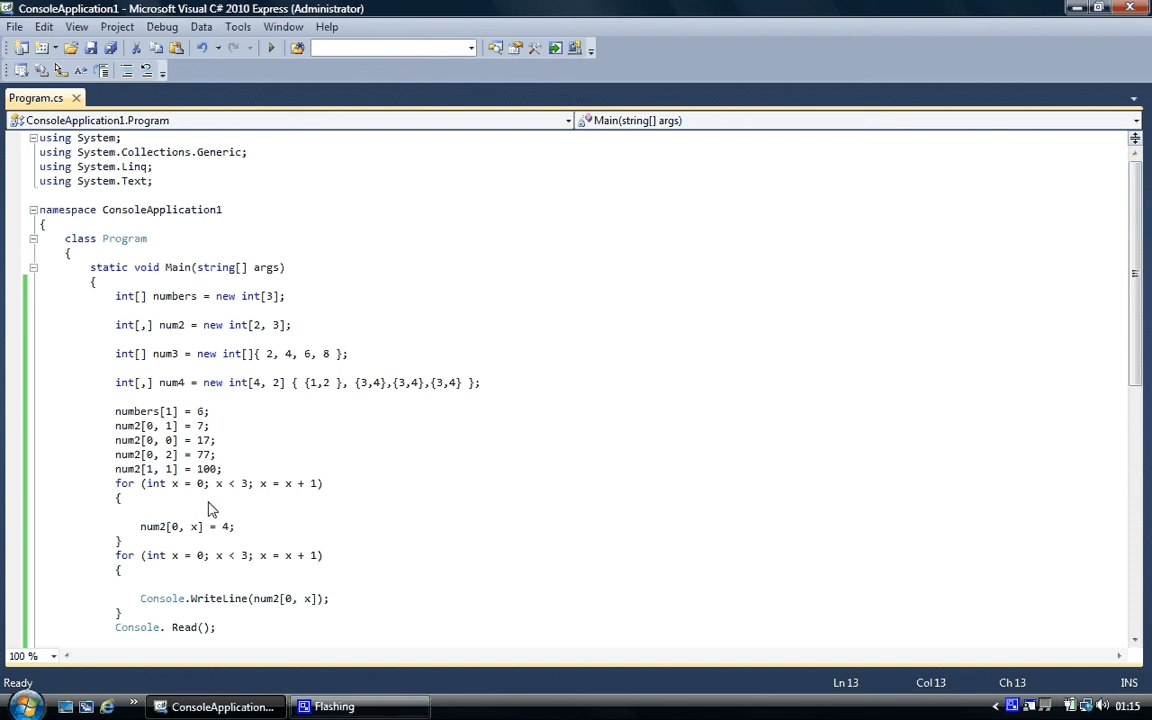 ConsoleApplication1 - Microsoft Visual C# 2010 Express (Administrator)
File Edit View Project Debug Data Tools Window Help
Program.cs
ConsoleApplication1.Program Main(string[] args)
using System;
using System.Collections.Generic;
using System.Linq;
using System.Text;
namespace ConsoleApplication1
{
class Program
{
static void Main(string[] args)
{
int[] numbers = new int[3];
int[,] num2 = new int[2, 3];
int[] num3 = new int[]{ 2, 4, 6, 8 };
int[,] num4 = new int[4, 2] { {1,2 }, {3,4},{3,4},{3,4} };
numbers[1] = 6;
num2[0, 1] = 7;
num2[0, 0] = 17;
num2[0, 2] = 77;
num2[1, 1] = 100;
for (int x = 0; x < 3; x = x + 1)
{
num2[0, x] = 4;
}
for (int x = 0; x < 3; x = x + 1)
{
Console.WriteLine(num2[0, x]);
}
Console. Read();
100 %
Ready Ln 13 Col 13 Ch 13 INS
ConsoleApplication... Flashing 01:15